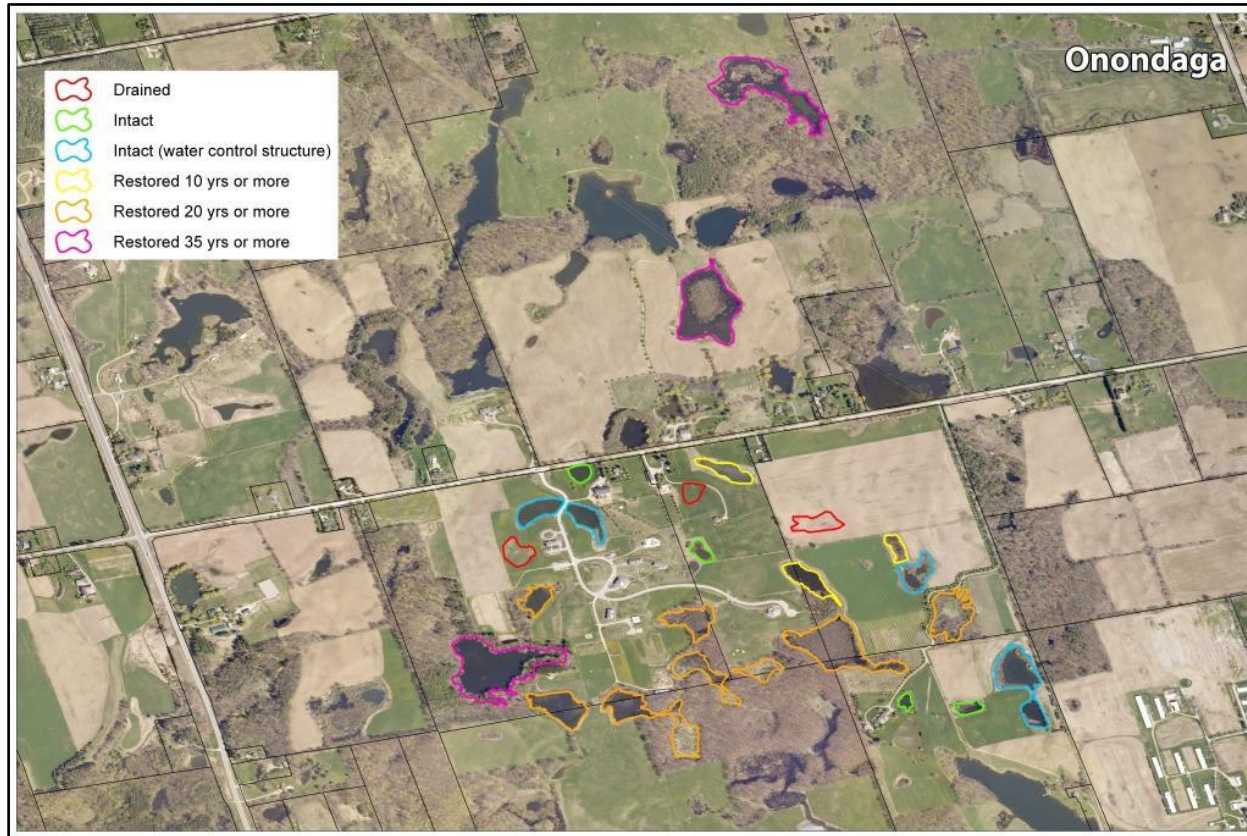 Onondaga
Drained
Intact
Intact (water control structure)
Restored 10 yrs or more
Restored 20 yrs or more
Restored 35 yrs or more